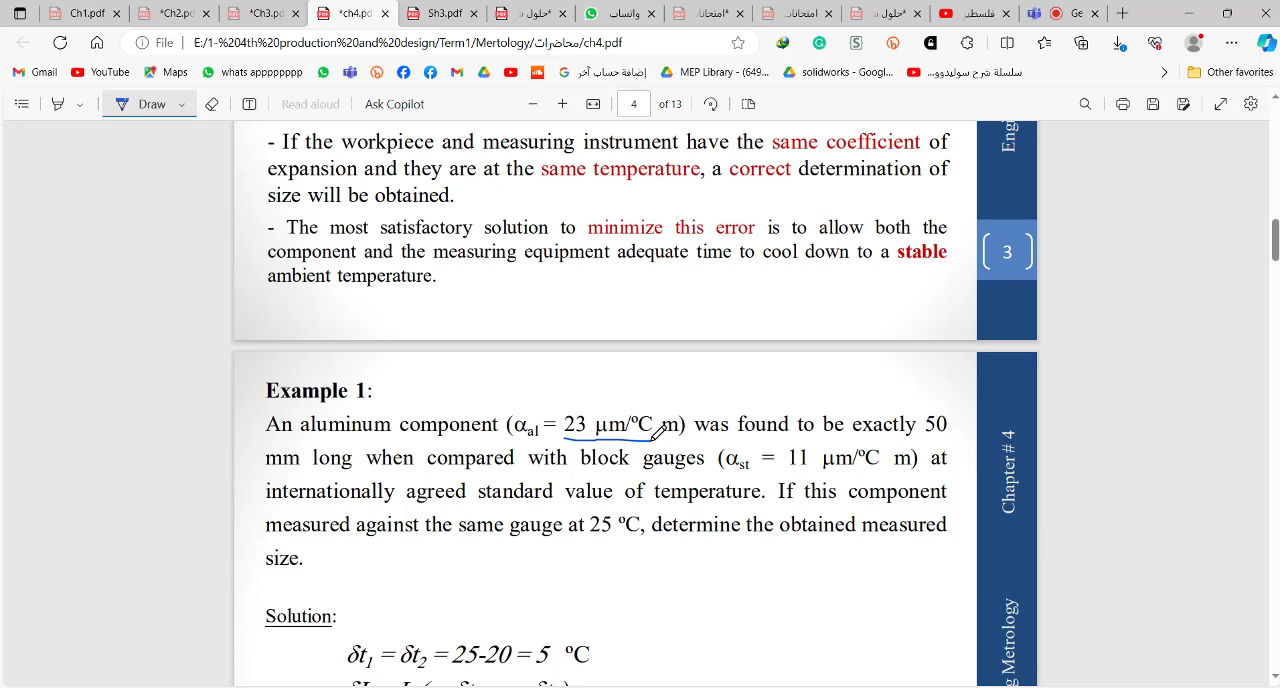 Ch1.pdf
*Ch2.pdf
*Ch3.pdf
*ch4.pdf
Sh3.pdf
واتساب
فلسطين
Ge
File
E:/1-%204th%20production%20and%20design/Term1/Metrology/محاضرات/ch4.pdf
Gmail
YouTube
Maps
whats appppppppp
إضافة حساب آخر
MEP Library - (649...
solidworks - Googl...
سلسلة شرح سوليدوو...
Other favorites
Draw
Read aloud
Ask Copilot
4 of 13
- If the workpiece and measuring instrument have the same coefficient of
expansion and they are at the same temperature, a correct determination of
size will be obtained.
- The most satisfactory solution to minimize this error is to allow both the
component and the measuring equipment adequate time to cool down to a stable
ambient temperature.
Eng
3
Example 1:
An aluminum component (αal = 23 μm/ºC m) was found to be exactly 50
mm long when compared with block gauges (αst = 11 μm/ºC m) at
internationally agreed standard value of temperature. If this component
measured against the same gauge at 25 ºC, determine the obtained measured
size.
Solution:
δt1 = δt2 = 25-20 = 5 ºC
Chapter # 4
g Metrology